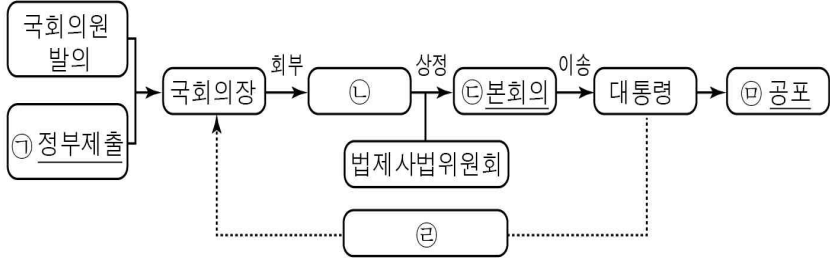 국회의원
발의
㉠ 정부제출
국회의장
회부
㉡
상정
법제사법위원회
㉢ 본회의
이송
대통령
㉤ 공포
㉣